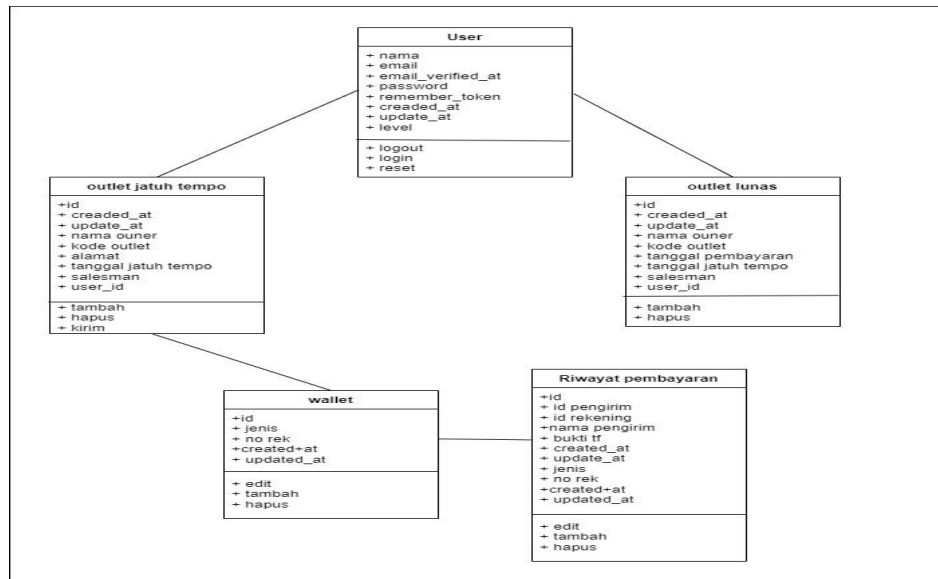 User
+ nama
+ email
+ email_verified_at
+ password
+ remember_token
+ creaded_at
+ update_at
+ level
+ logout
+ login
+ reset
outlet jatuh tempo
+id
+ creaded_at
+ update_at
+ nama ouner
+ kode outlet
+ alamat
+ tanggal jatuh tempo
+ salesman
+ user_id
+ tambah
+ hapus
+ kirim
outlet lunas
+id
+ creaded_at
+ update_at
+ nama ouner
+ kode outlet
+ tanggal pembayaran
+ tanggal jatuh tempo
+ salesman
+ user_id
+ tambah
+ hapus
wallet
+id
+ jenis
+ no rek
+created+at
+ updated_at
+ edit
+ tambah
+ hapus
Riwayat pembayaran
+id
+ id pengirim
+ id rekening
+nama pengirim
+ bukti tf
+ created_at
+ update_at
+ jenis
+ no rek
+created+at
+ updated_at
+ edit
+ tambah
+ hapus